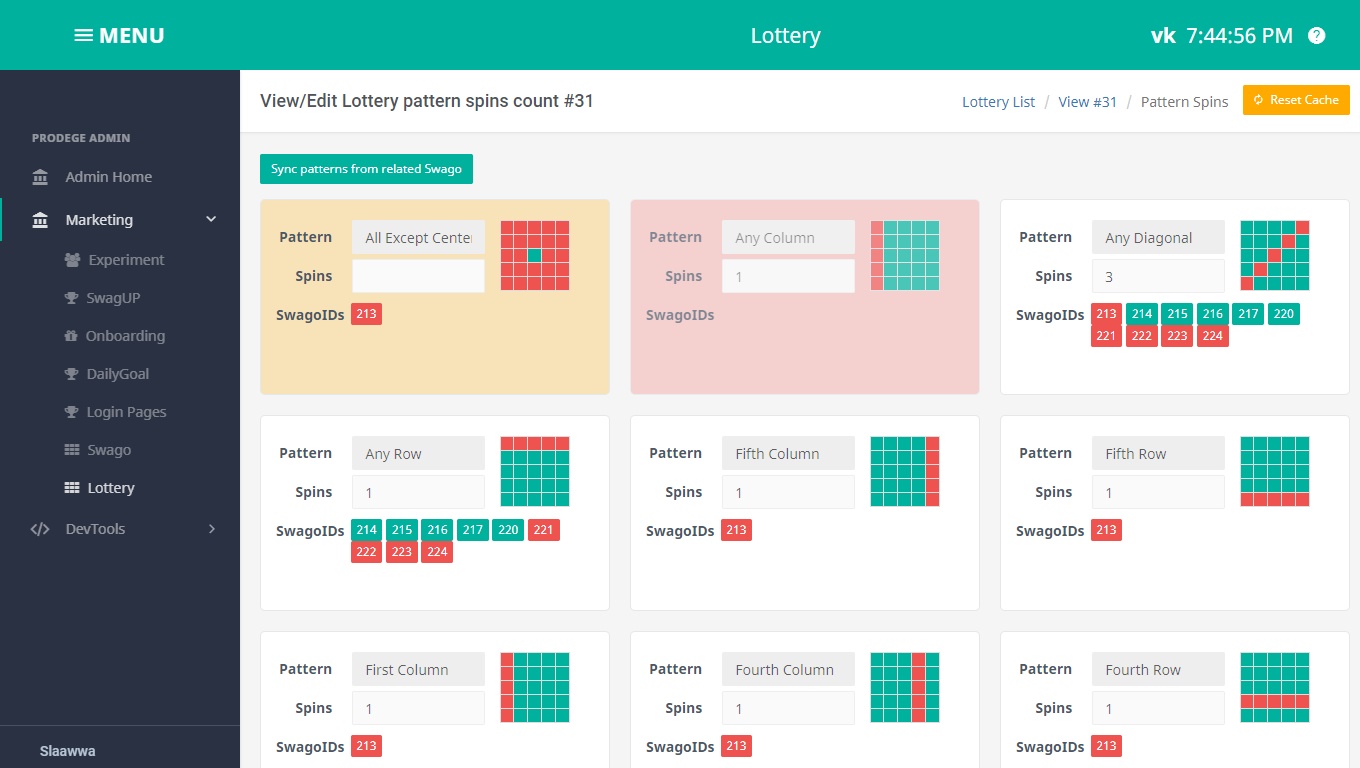 MENU
Lottery
vk 7:44:56 PM
View/Edit Lottery pattern spins count #31
Lottery List / View #31 / Pattern Spins
Reset Cache
PRODEGE ADMIN
Admin Home
Marketing
Experiment
SwagUP
Onboarding
DailyGoal
Login Pages
Swago
Lottery
DevTools
Slaawwa
Sync patterns from related Swago
Pattern All Except Center
Spins
SwagoIDs 213
Pattern Any Column
Spins 1
SwagoIDs
Pattern Any Diagonal
Spins 3
SwagoIDs 213 214 215 216 217 220
221 222 223 224
Pattern Any Row
Spins 1
SwagoIDs 214 215 216 217 220 221
222 223 224
Pattern Fifth Column
Spins 1
SwagoIDs 213
Pattern Fifth Row
Spins 1
SwagoIDs 213
Pattern First Column
Spins 1
SwagoIDs 213
Pattern Fourth Column
Spins 1
SwagoIDs 213
Pattern Fourth Row
Spins 1
SwagoIDs 213